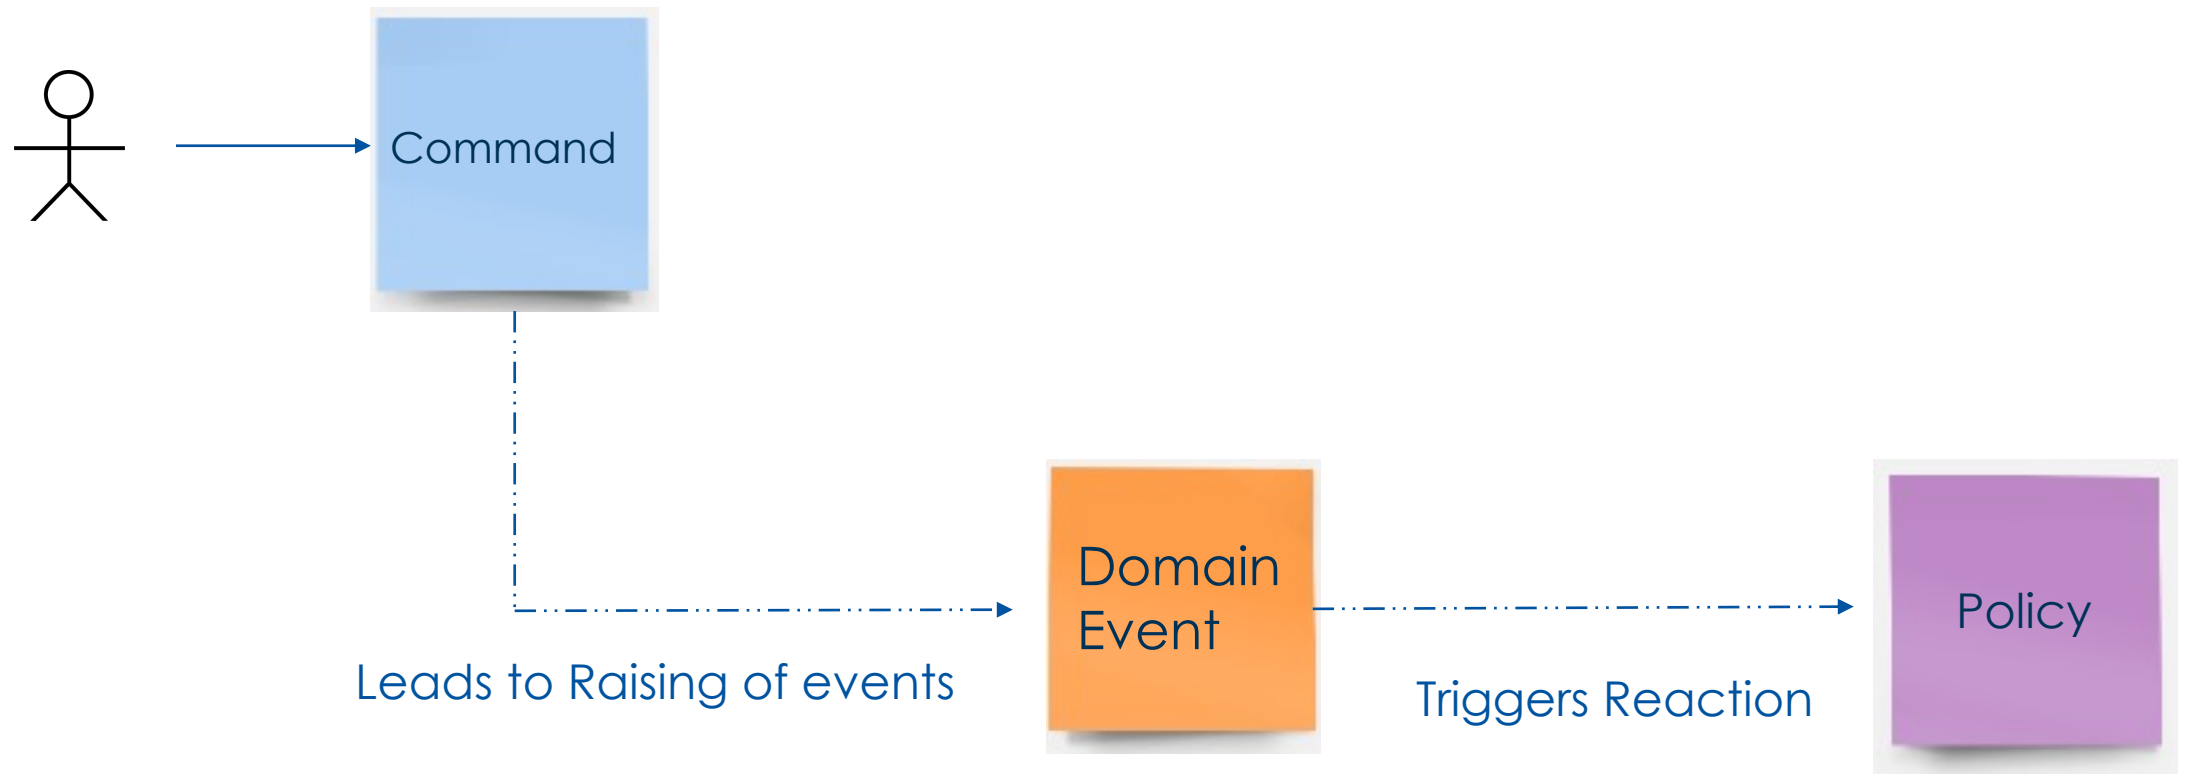 Command
Domain
Event
Policy
Leads to Raising of events
Triggers Reaction